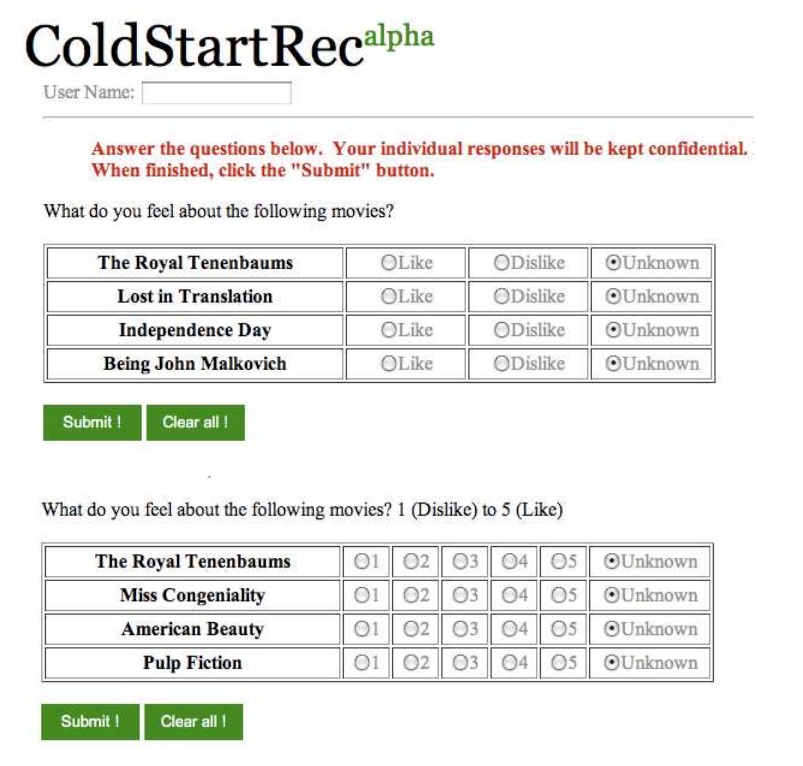 ColdStartRec alpha
User Name:
Answer the questions below. Your individual responses will be kept confidential.
When finished, click the "Submit" button.
What do you feel about the following movies?
The Royal Tenenbaums Like Dislike Unknown
Lost in Translation Like Dislike Unknown
Independence Day Like Dislike Unknown
Being John Malkovich Like Dislike Unknown
Submit ! Clear all !
What do you feel about the following movies? 1 (Dislike) to 5 (Like)
The Royal Tenenbaums 1 2 3 4 5 Unknown
Miss Congeniality 1 2 3 4 5 Unknown
American Beauty 1 2 3 4 5 Unknown
Pulp Fiction 1 2 3 4 5 Unknown
Submit ! Clear all !